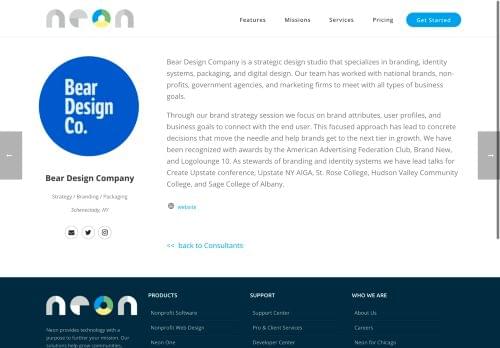 neon
Features Missions Services Pricing Get Started
Bear
Design
Co.
Bear Design Company
Strategy / Branding / Packaging
Schenectady, NY
Bear Design Company is a strategic design studio that specializes in branding, identity
systems, packaging, and digital design. Our team has worked with national brands, non-
profits, government agencies, and marketing firms to meet with all types of business
goals.
Through our brand strategy session we focus on brand attributes, user profiles, and
business goals to connect with the end user. This focused approach has lead to concrete
decisions that move the needle and help brands get to the next tier in growth. We have
been recognized with awards by the American Advertising Federation Club, Brand New,
and Logolounge 10. As stewards of branding and identity systems we have lead talks for
Create Upstate conference, Upstate NY AIGA, St. Rose College, Hudson Valley Community
College, and Sage College of Albany.
website
<< back to Consultants
neon
Neon provides technology with a
purpose to further your mission. Our
solutions help grow communities,
PRODUCTS
Nonprofit Software
Nonprofit Web Design
Neon One
SUPPORT
Support Center
Pro & Client Services
Developer Center
WHO WE ARE
About Us
Careers
Neon for Chicago